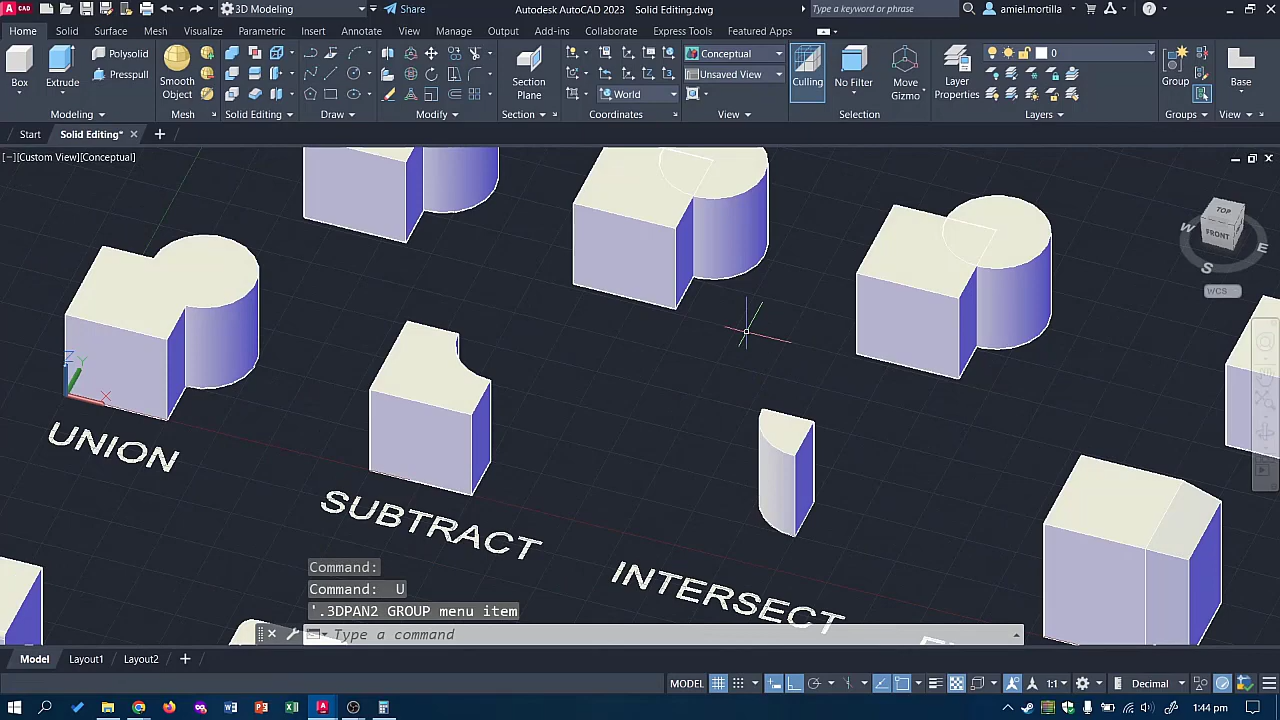 CAD
3D Modeling
Share
Autodesk AutoCAD 2023 Solid Editing.dwg
Type a keyword or phrase
amiel.mortilla
Home Solid Surface Mesh Visualize Parametric Insert Annotate View Manage Output Add-ins Collaborate Express Tools Featured Apps
Box
Extrude
Polysolid
Presspull
Smooth
Object
Section
Plane
World
Conceptual
Unsaved View
Culling
No Filter
Move
Gizmo
Layer
Properties
0
Group
Base
Modeling Mesh Solid Editing Draw Modify Section Coordinates View Selection Layers Groups View
Start Solid Editing*
[−][Custom View][Conceptual]
TOP
FRONT
W
E
S
WCS
Z
Y
X
UNION
SUBTRACT
INTERSECT
Command:
Command: U
'.3DPAN2 GROUP menu item
Type a command
Model Layout1 Layout2
MODEL
1:1
Decimal
1:44 pm